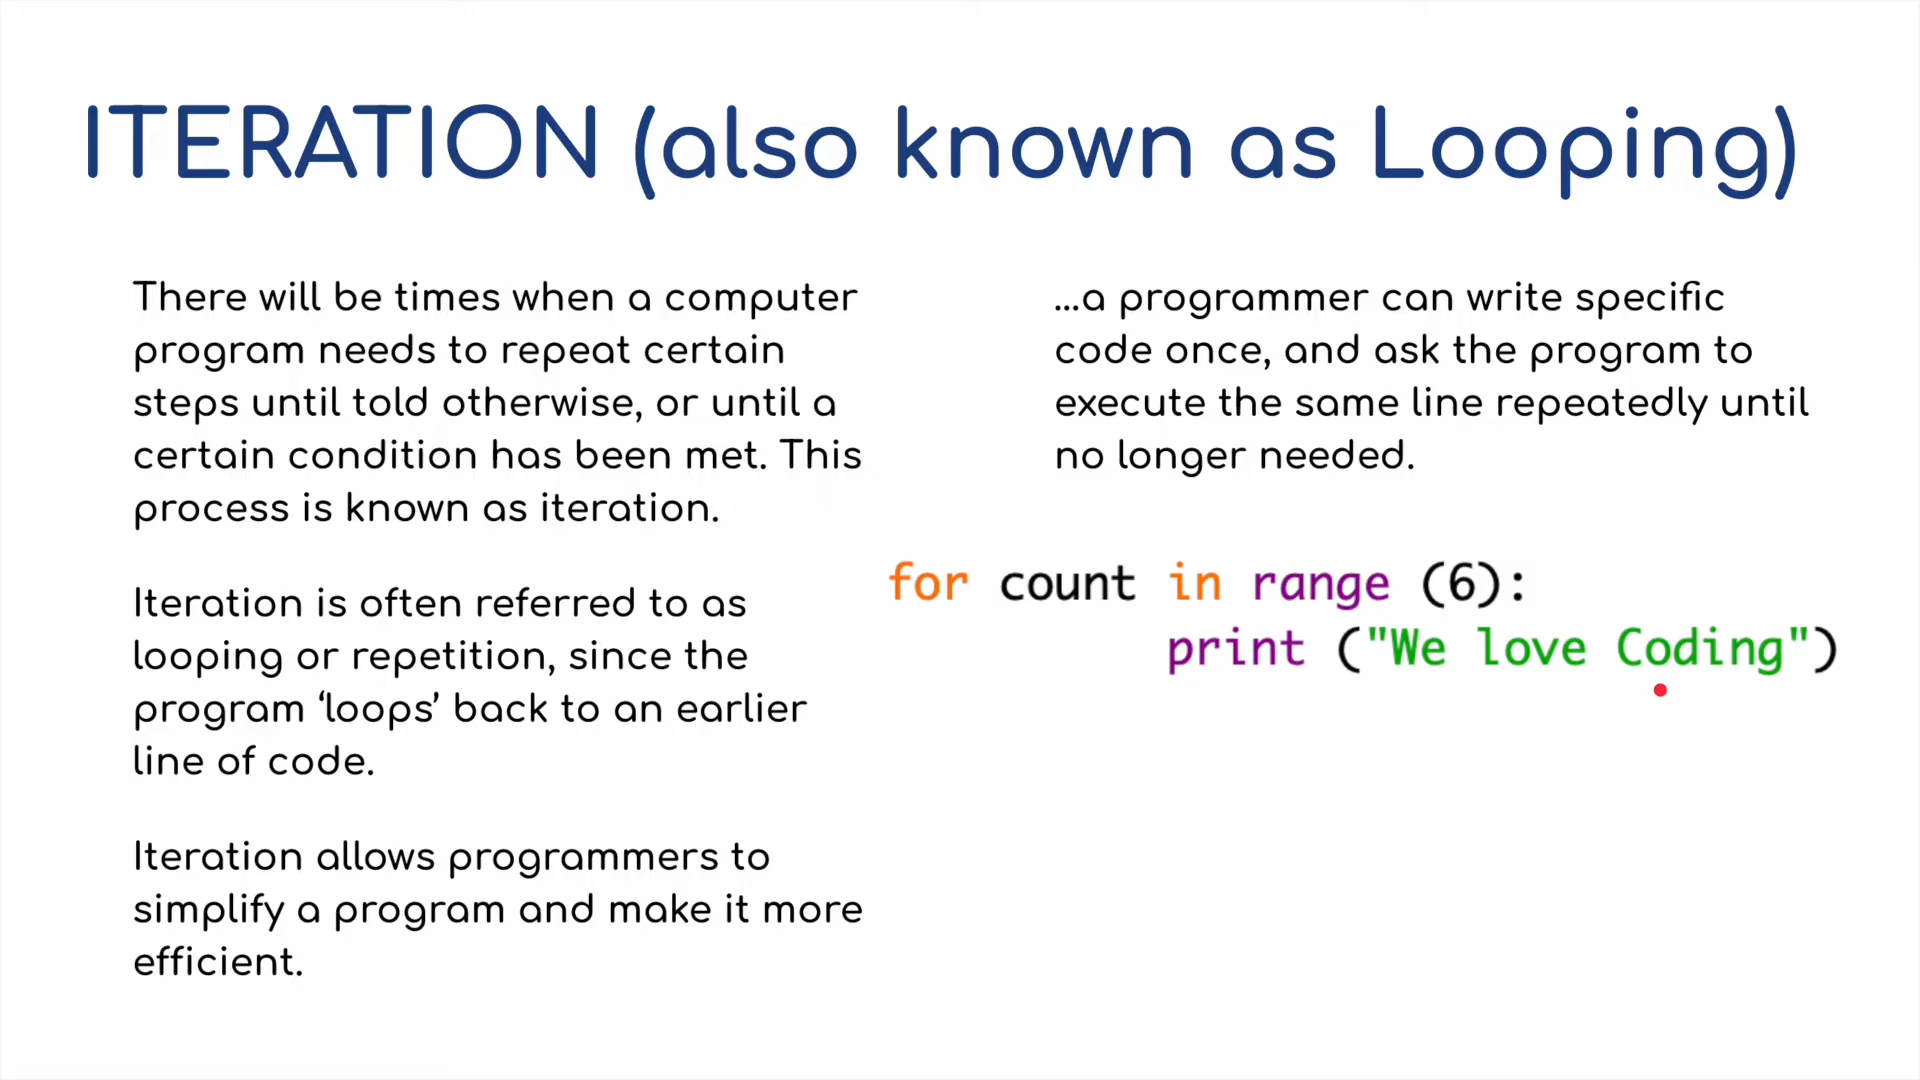 ITERATION (also known as Looping)
There will be times when a computer
program needs to repeat certain
steps until told otherwise, or until a
certain condition has been met. This
process is known as iteration.
Iteration is often referred to as
looping or repetition, since the
program ‘loops’ back to an earlier
line of code.
Iteration allows programmers to
simplify a program and make it more
efficient.
...a programmer can write specific
code once, and ask the program to
execute the same line repeatedly until
no longer needed.
for count in range (6):
print ("We love Coding")